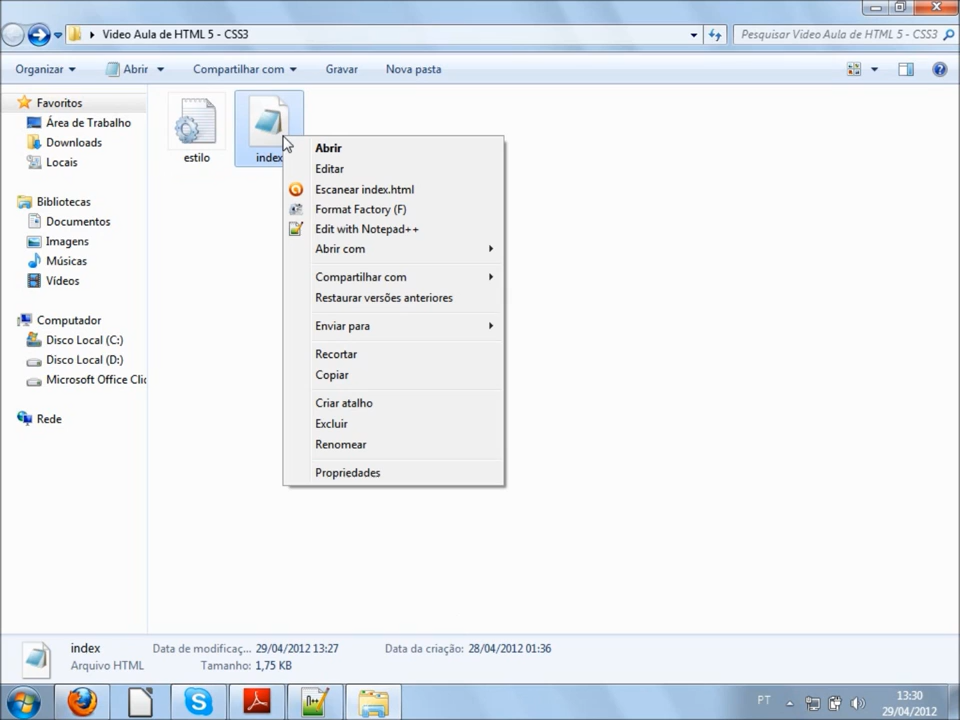 Video Aula de HTML 5 - CSS3
Pesquisar Video Aula de HTML 5 - CSS3
Organizar
Abrir
Compartilhar com
Gravar
Nova pasta
Favoritos
Área de Trabalho
Downloads
Locais
Bibliotecas
Documentos
Imagens
Músicas
Vídeos
Computador
Disco Local (C:)
Disco Local (D:)
Microsoft Office Clic
Rede
estilo
index
Abrir
Editar
Escanear index.html
Format Factory (F)
Edit with Notepad++
Abrir com
Compartilhar com
Restaurar versões anteriores
Enviar para
Recortar
Copiar
Criar atalho
Excluir
Renomear
Propriedades
index Data de modificaç... 29/04/2012 13:27 Data da criação: 28/04/2012 01:36
Arquivo HTML Tamanho: 1,75 KB
PT
13:30
29/04/2012